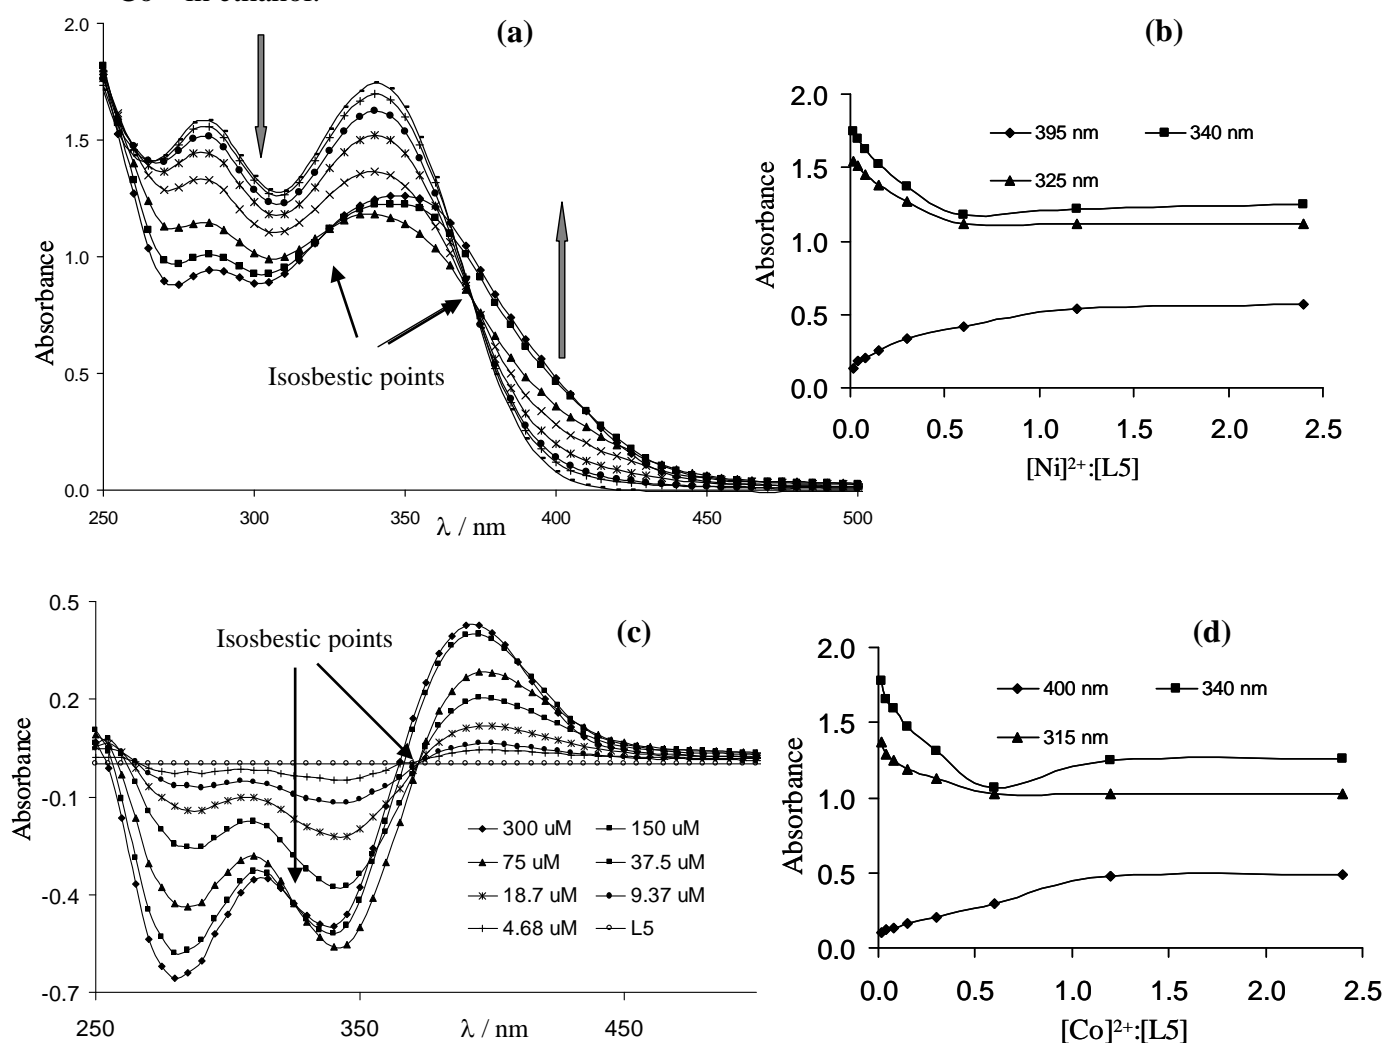 in ethanol.
(a)
2.0
1.5
1.0
0.5
0.0
Absorbance
Isosbestic points
250
300
350
400
450
500
λ / nm
(b)
2.0
1.5
1.0
0.5
0.0
Absorbance
395 nm
340 nm
325 nm
0.0
0.5
1.0
1.5
2.0
2.5
[Ni]²⁺:[L5]
(c)
0.5
0.2
-0.1
-0.4
-0.7
Absorbance
Isosbestic points
300 uM
150 uM
75 uM
37.5 uM
18.7 uM
9.37 uM
4.68 uM
L5
250
350
450
λ / nm
(d)
2.0
1.5
1.0
0.5
0.0
Absorbance
400 nm
340 nm
315 nm
0.0
0.5
1.0
1.5
2.0
2.5
[Co]²⁺:[L5]